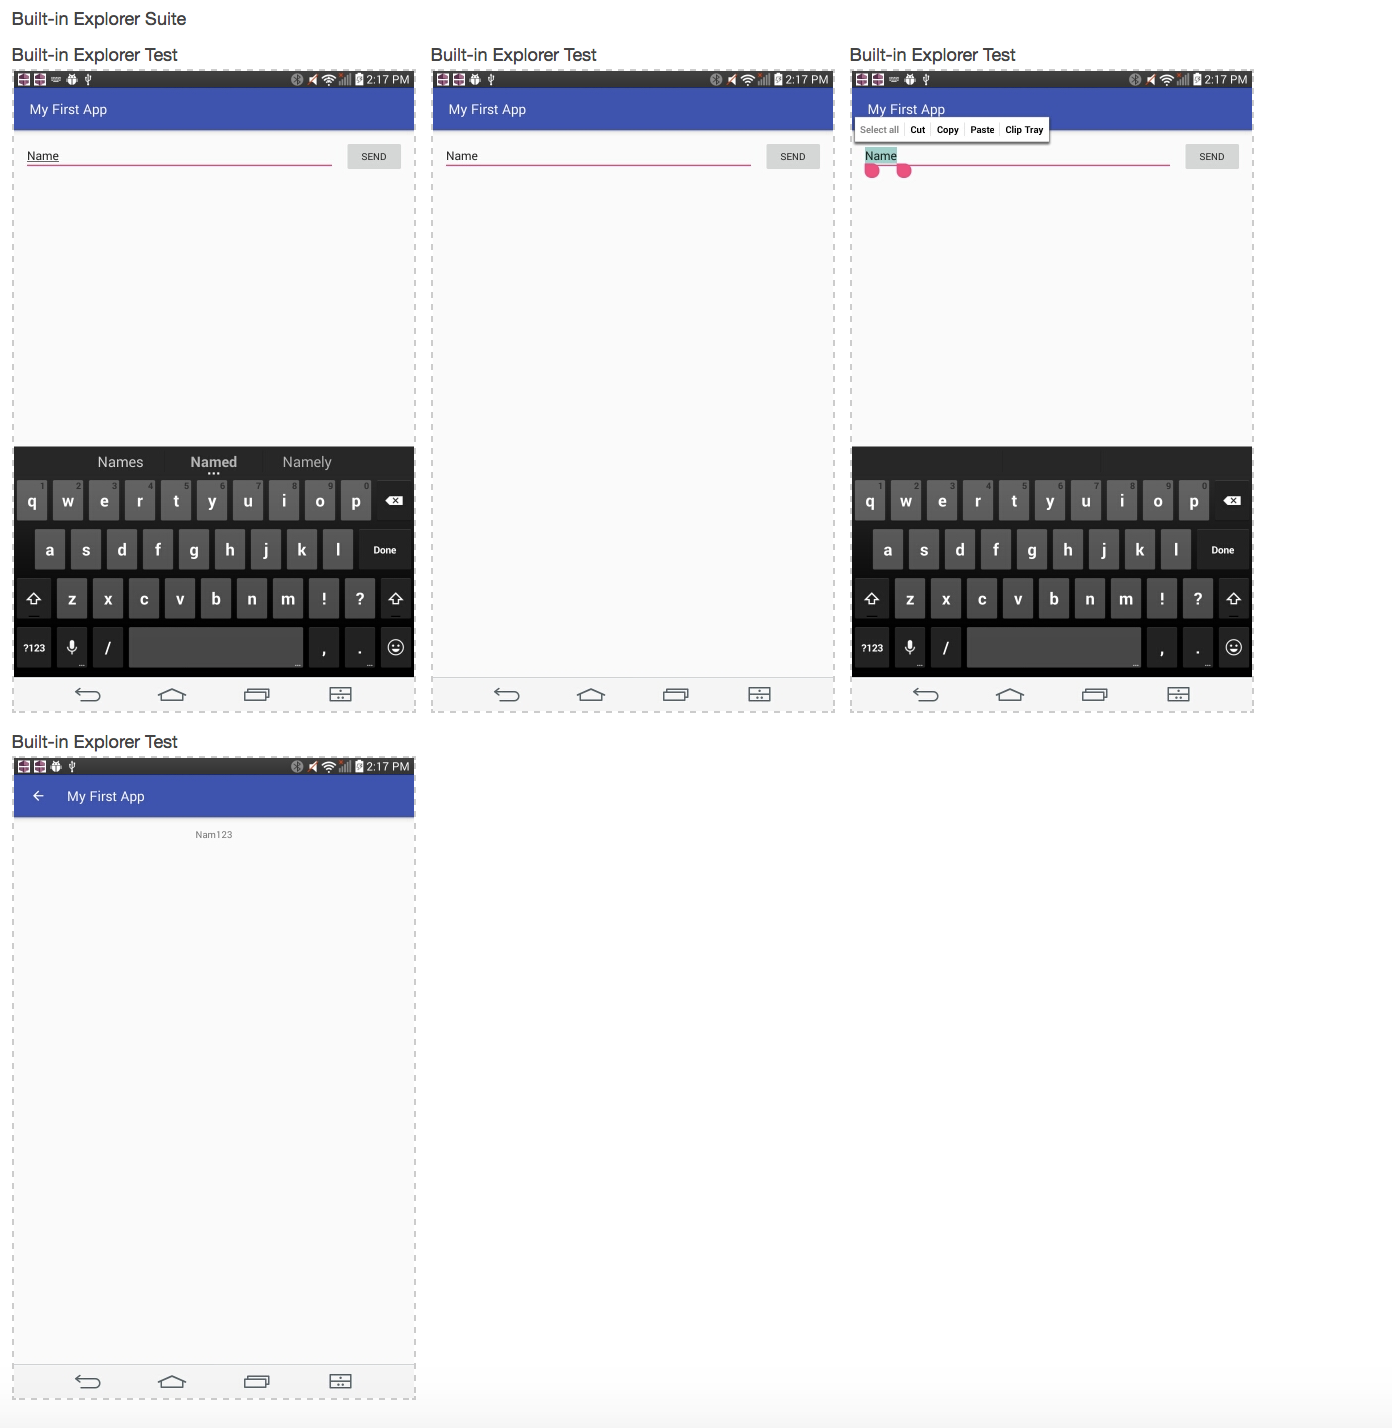 Built-in Explorer Suite
Built-in Explorer Test
2:17 PM
My First App
Name
SEND
Names Named Namely
1 2 3 4 5 6 7 8 9 0
q w e r t y u i o p
a s d f g h j k l Done
z x c v b n m ! ?
?123 / , .
Built-in Explorer Test
2:17 PM
My First App
Name
SEND
Built-in Explorer Test
2:17 PM
My First App
Select all Cut Copy Paste Clip Tray
Name
SEND
1 2 3 4 5 6 7 8 9 0
q w e r t y u i o p
a s d f g h j k l Done
z x c v b n m ! ?
?123 / , .
Built-in Explorer Test
2:17 PM
My First App
Nam123